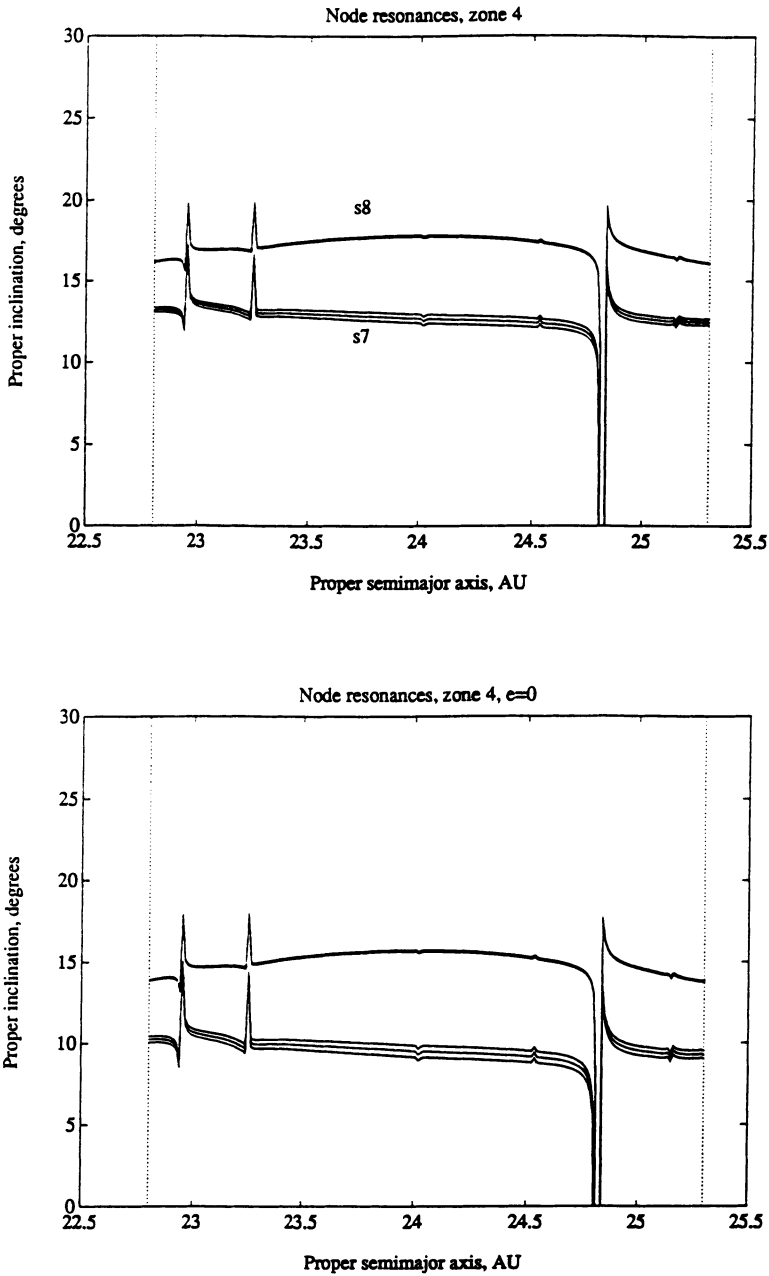 Node resonances, zone 4
30
25
20
15
10
5
0
Proper inclination, degrees
s8
s7
22.5 23 23.5 24 24.5 25 25.5
Proper semimajor axis, AU
Node resonances, zone 4, e=0
30
25
20
15
10
5
0
Proper inclination, degrees
22.5 23 23.5 24 24.5 25 25.5
Proper semimajor axis, AU